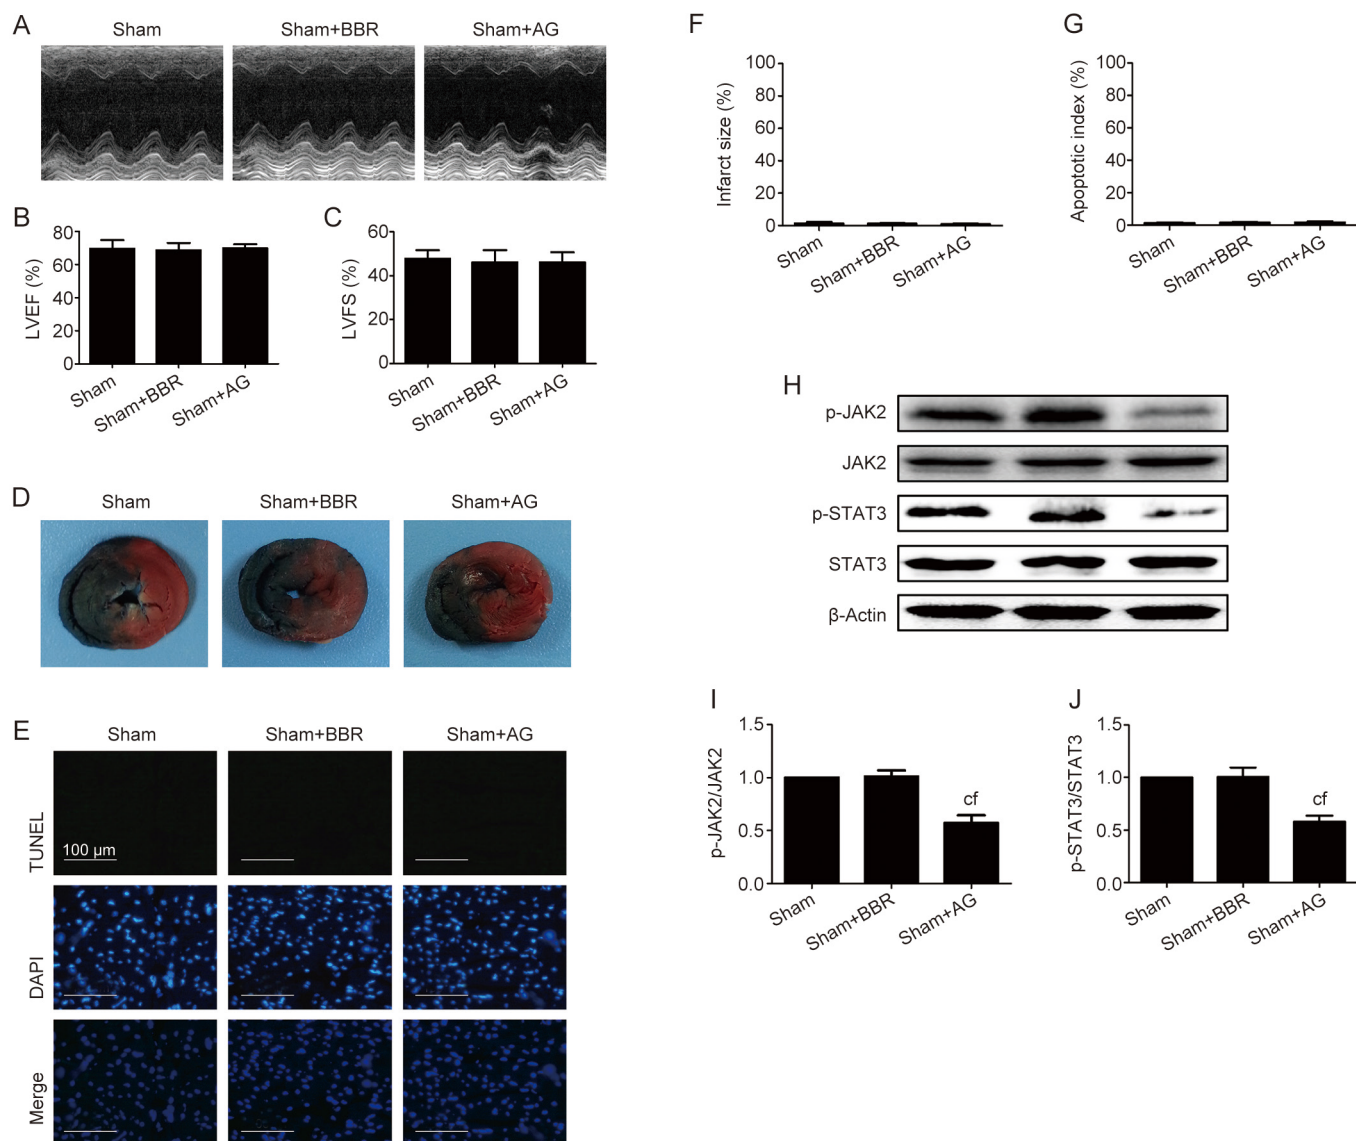 A
Sham
Sham+BBR
Sham+AG
B
LVEF (%)
80
60
40
20
0
Sham
Sham+BBR
Sham+AG
C
LVFS (%)
60
40
20
0
Sham
Sham+BBR
Sham+AG
D
Sham
Sham+BBR
Sham+AG
E
Sham
Sham+BBR
Sham+AG
TUNEL
100 μm
DAPI
Merge
F
Infarct size (%)
100
80
60
40
20
0
Sham
Sham+BBR
Sham+AG
G
Apoptotic index (%)
100
80
60
40
20
0
Sham
Sham+BBR
Sham+AG
H
p-JAK2
JAK2
p-STAT3
STAT3
β-Actin
I
p-JAK2/JAK2
1.5
1.0
0.5
0.0
cf
Sham
Sham+BBR
Sham+AG
J
p-STAT3/STAT3
1.5
1.0
0.5
0.0
cf
Sham
Sham+BBR
Sham+AG